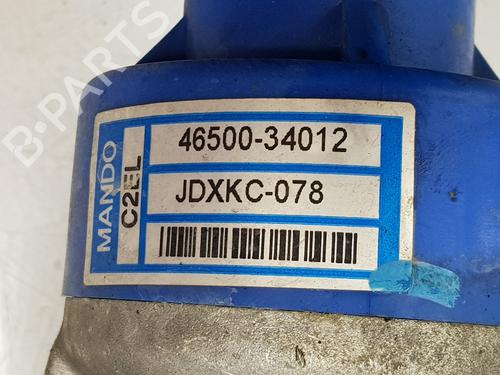 B-PARTS
MANDO
C2EL
46500-34012
JDXKC-078